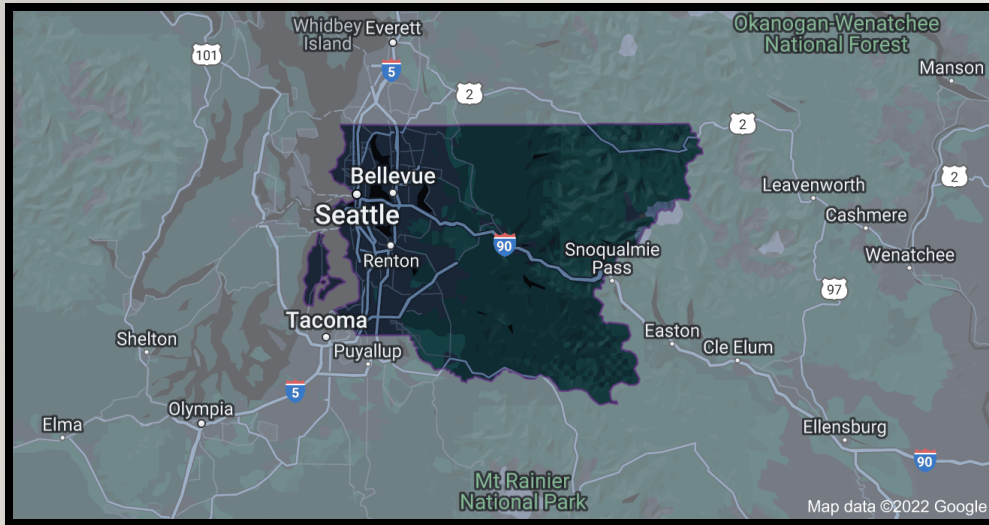 Whidbey
Island
Everett
Okanogan-Wenatchee
National Forest
101
5
2
Manson
2
Bellevue
2
Leavenworth
Seattle
Cashmere
90
Snoqualmie
Pass
Renton
Wenatchee
97
Tacoma
Easton
Shelton
Puyallup
Cle Elum
5
Olympia
Elma
Ellensburg
90
Mt Rainier
National Park
Map data ©2022 Google